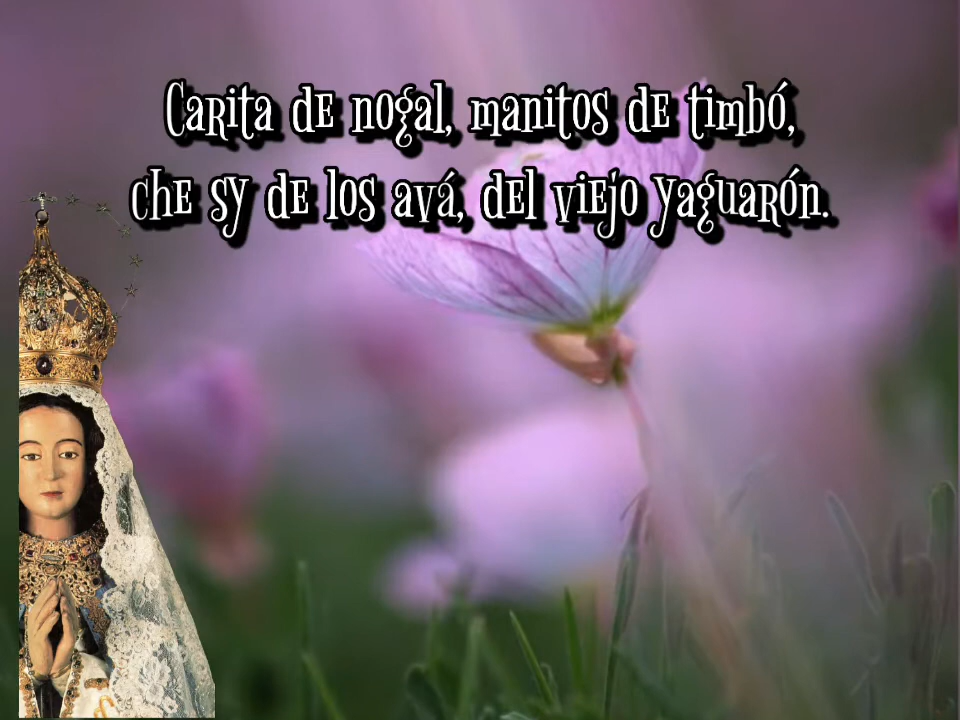 Carita de nogal, manitos de timbó,
che sy de los avá, del viejo yaguarón.